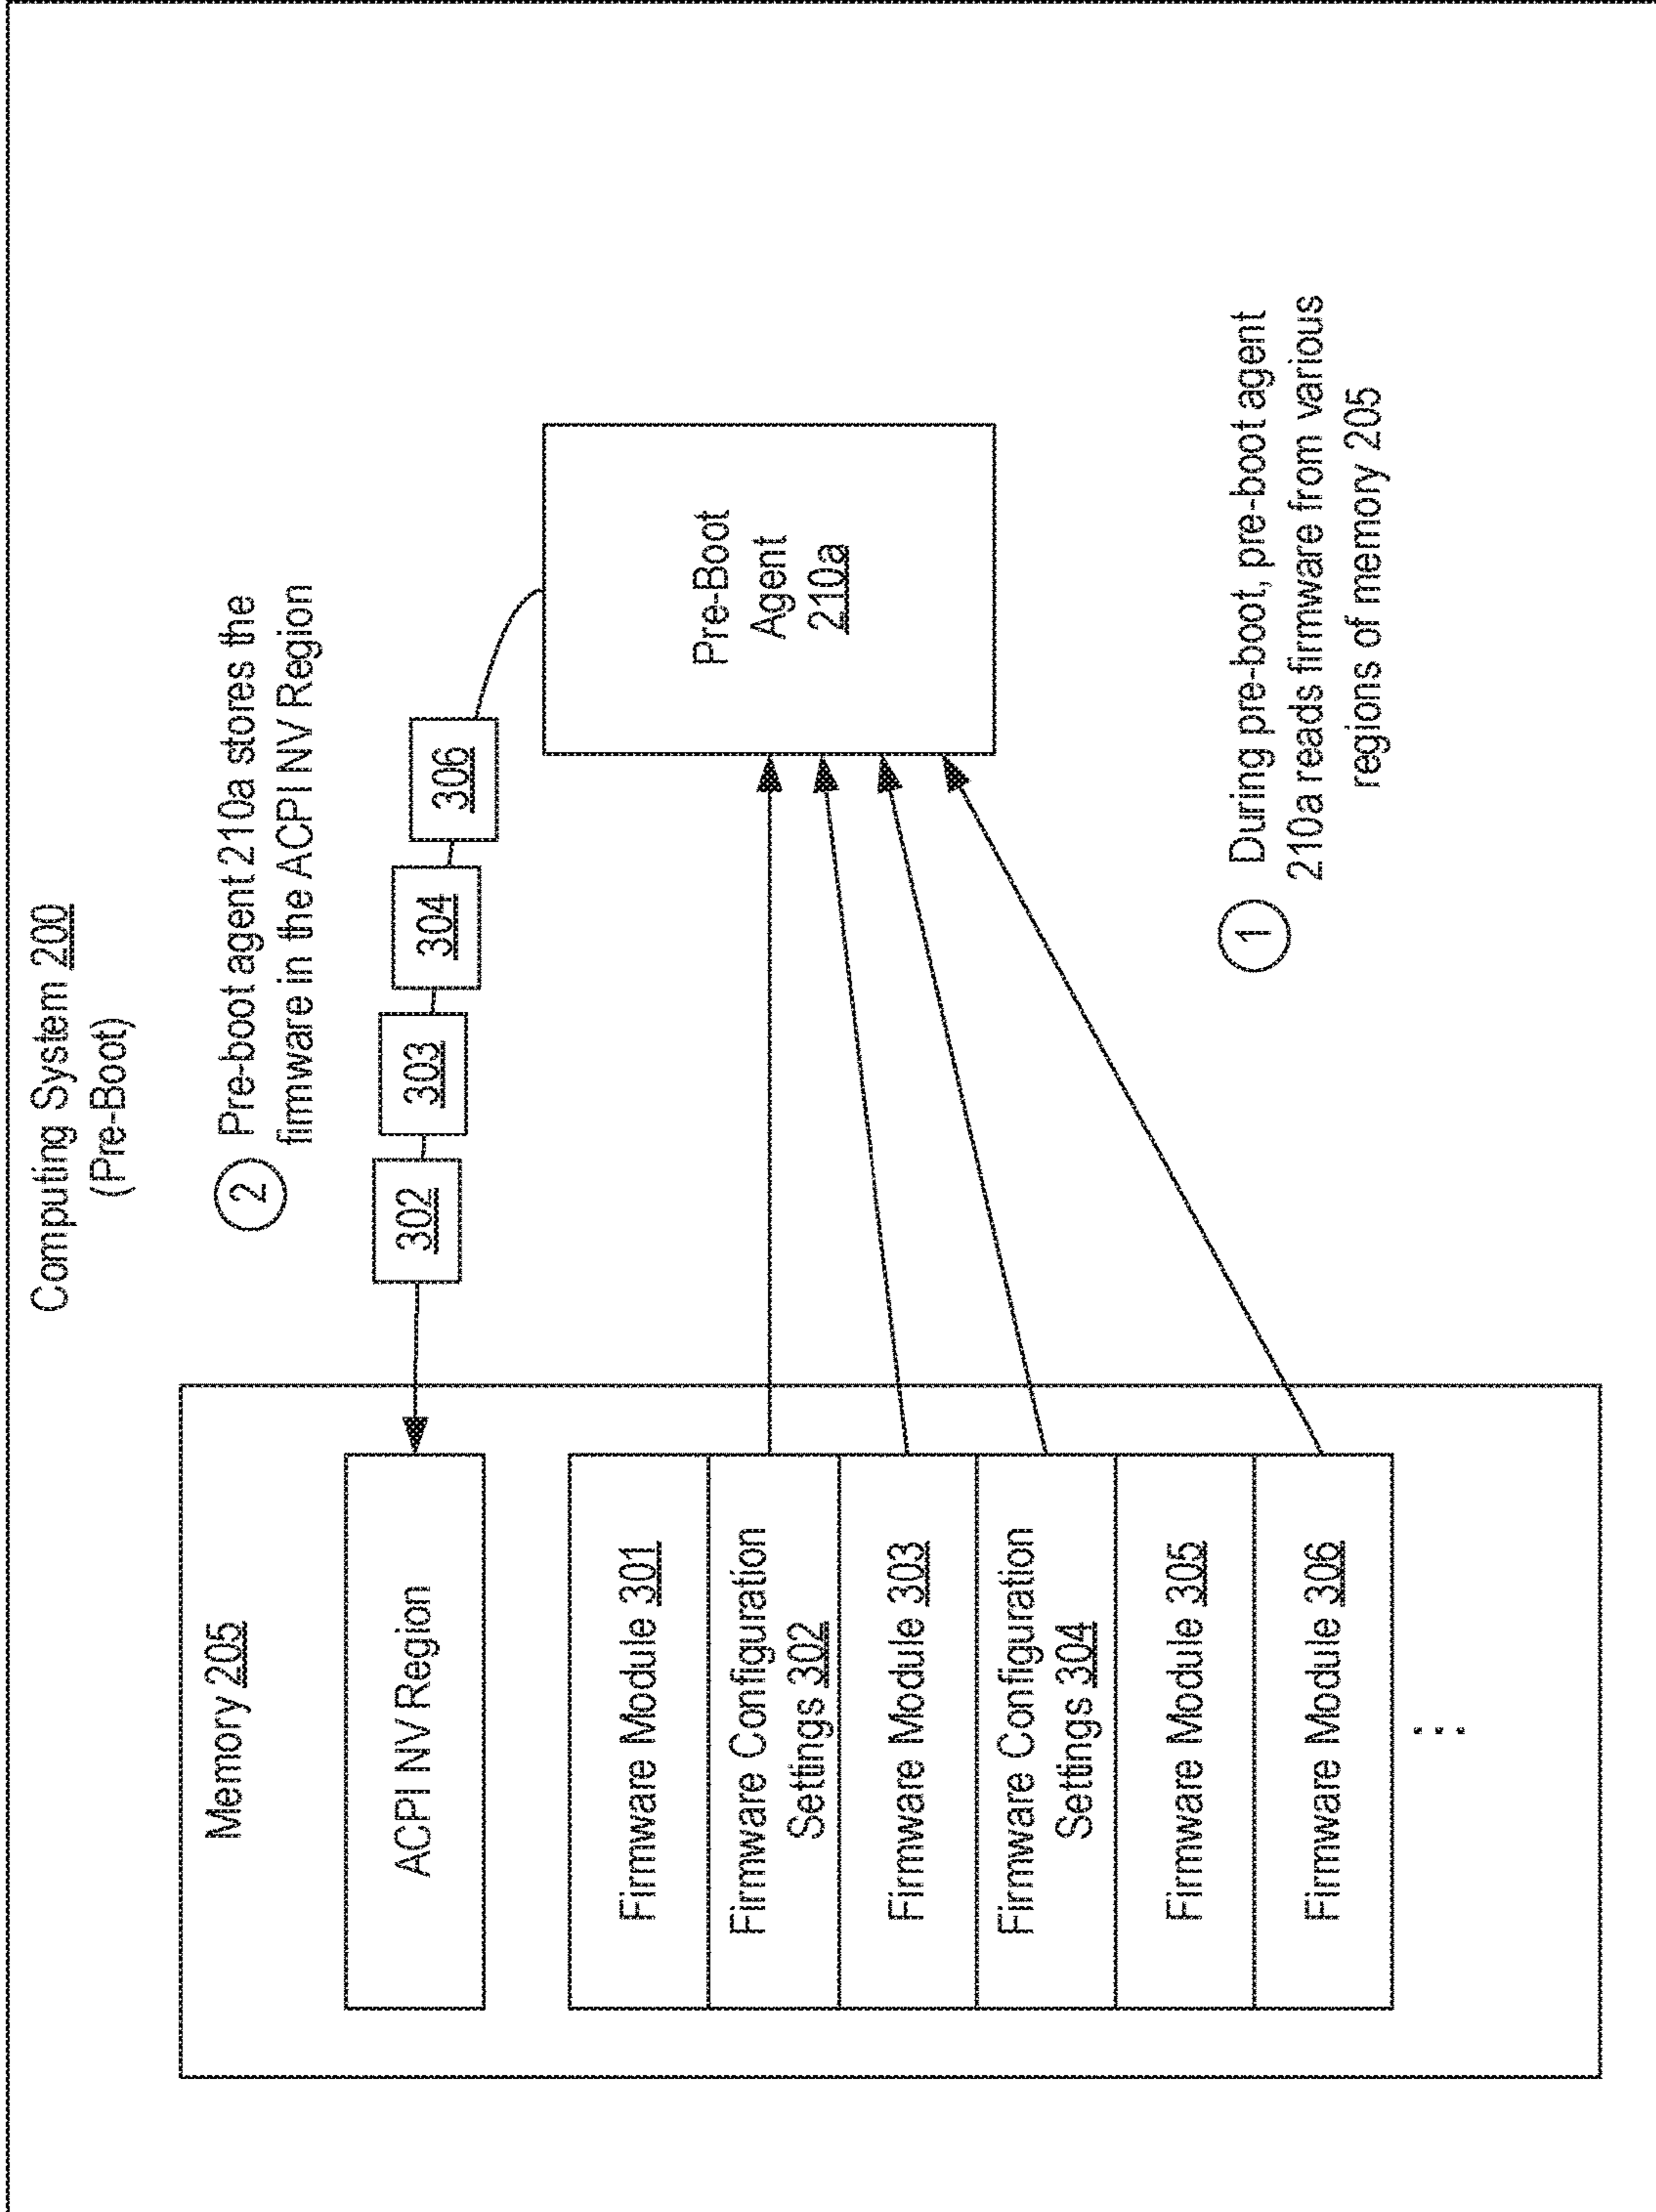 Computing System 200
(Pre-Boot)
Memory 205
ACPI NV Region
Firmware Module 301
Firmware Configuration
Settings 302
Firmware Module 303
Firmware Configuration
Settings 304
Firmware Module 305
Firmware Module 306
...
2 Pre-boot agent 210a stores the
firmware in the ACPI NV Region
302
303
304
306
Pre-Boot
Agent
210a
1 During pre-boot, pre-boot agent
210a reads firmware from various
regions of memory 205